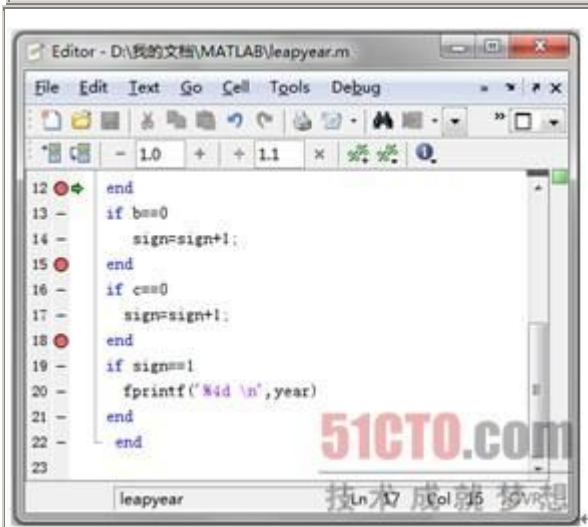 Editor - D:\我的文档\MATLAB\leapyear.m
File Edit Text Go Cell Tools Debug
1.0 + ÷ 1.1 ×
12 end
13 - if b==0
14 - sign=sign+1;
15 end
16 - if c==0
17 - sign=sign+1;
18 end
19 - if sign==1
20 - fprintf('%4d \n',year)
21 - end
22 - end
23
51CTO.com
技术成就梦想
leapyear Ln 17 Col 15 OVR